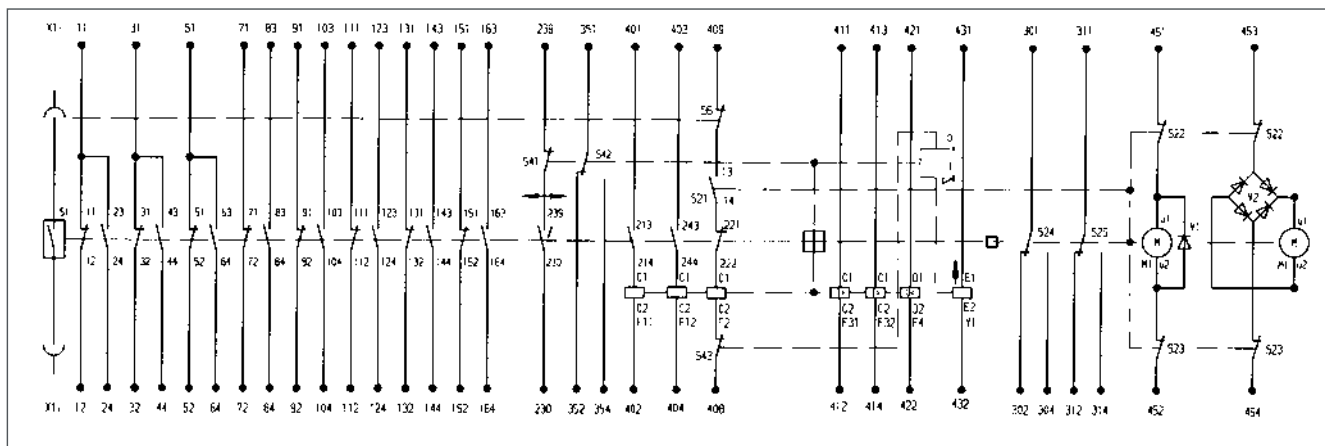 X1: 11 31 51 71 83 91 103 111 123 131 143 151 163 239 351 401 403 409 411 413 421 431 301 311 451 453
S6
S22 S22
S41 S42
13
S21 14
V2
S1 11 23 31 43 51 63 71 83 91 103 111 123 131 143 151 163 239 213 243 221 S24 S25 U1 V1 U1
M M
12 24 32 44 52 64 72 84 92 104 112 124 132 144 152 164 230 214 244 222 M1 U2 M1 U2
C1 C1 C1 C1 C1 D1 E1
C2 C2 C2 C2 C2 D2 E2
F11 F12 F2 F31 F32 F4 Y1
S43 S23 S23
X1: 12 24 32 44 52 64 72 84 92 104 112 124 132 144 152 164 230 352 354 402 404 408 412 414 422 432 302 304 312 314 452 454